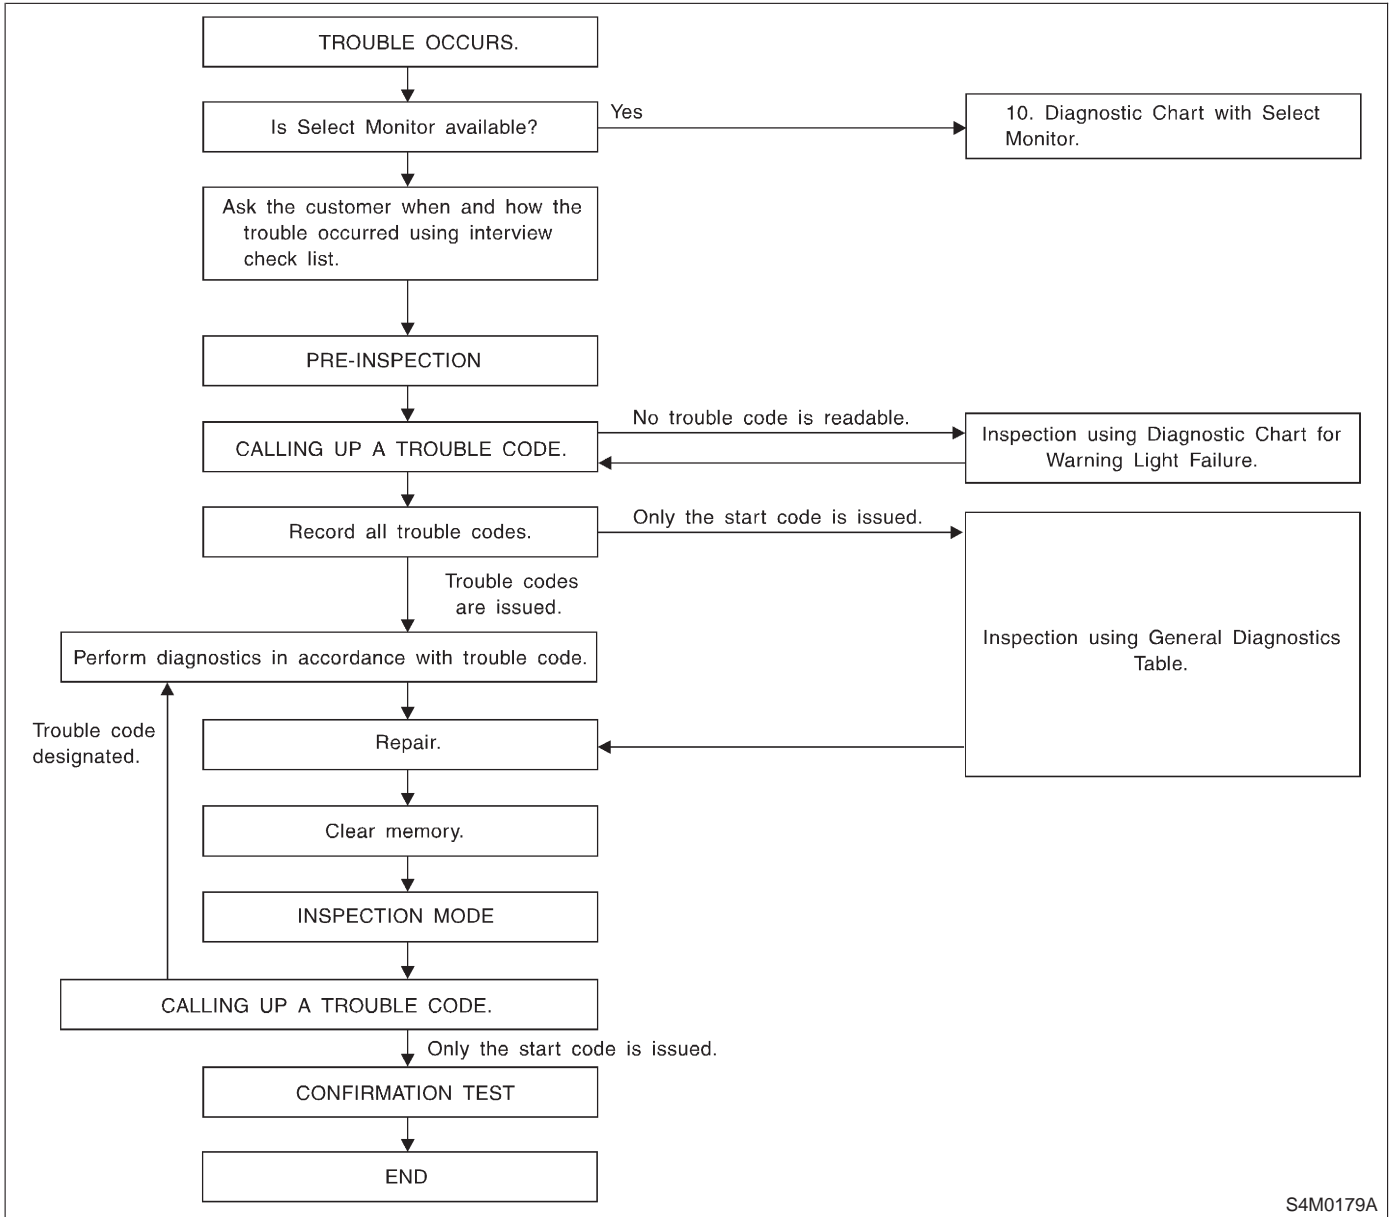 TROUBLE OCCURS.
Is Select Monitor available?
Yes
10. Diagnostic Chart with Select
Monitor.
Ask the customer when and how the
trouble occurred using interview
check list.
PRE-INSPECTION
CALLING UP A TROUBLE CODE.
No trouble code is readable.
Inspection using Diagnostic Chart for
Warning Light Failure.
Record all trouble codes.
Only the start code is issued.
Inspection using General Diagnostics
Table.
Trouble codes
are issued.
Perform diagnostics in accordance with trouble code.
Trouble code
designated.
Repair.
Clear memory.
INSPECTION MODE
CALLING UP A TROUBLE CODE.
Only the start code is issued.
CONFIRMATION TEST
END
S4M0179A